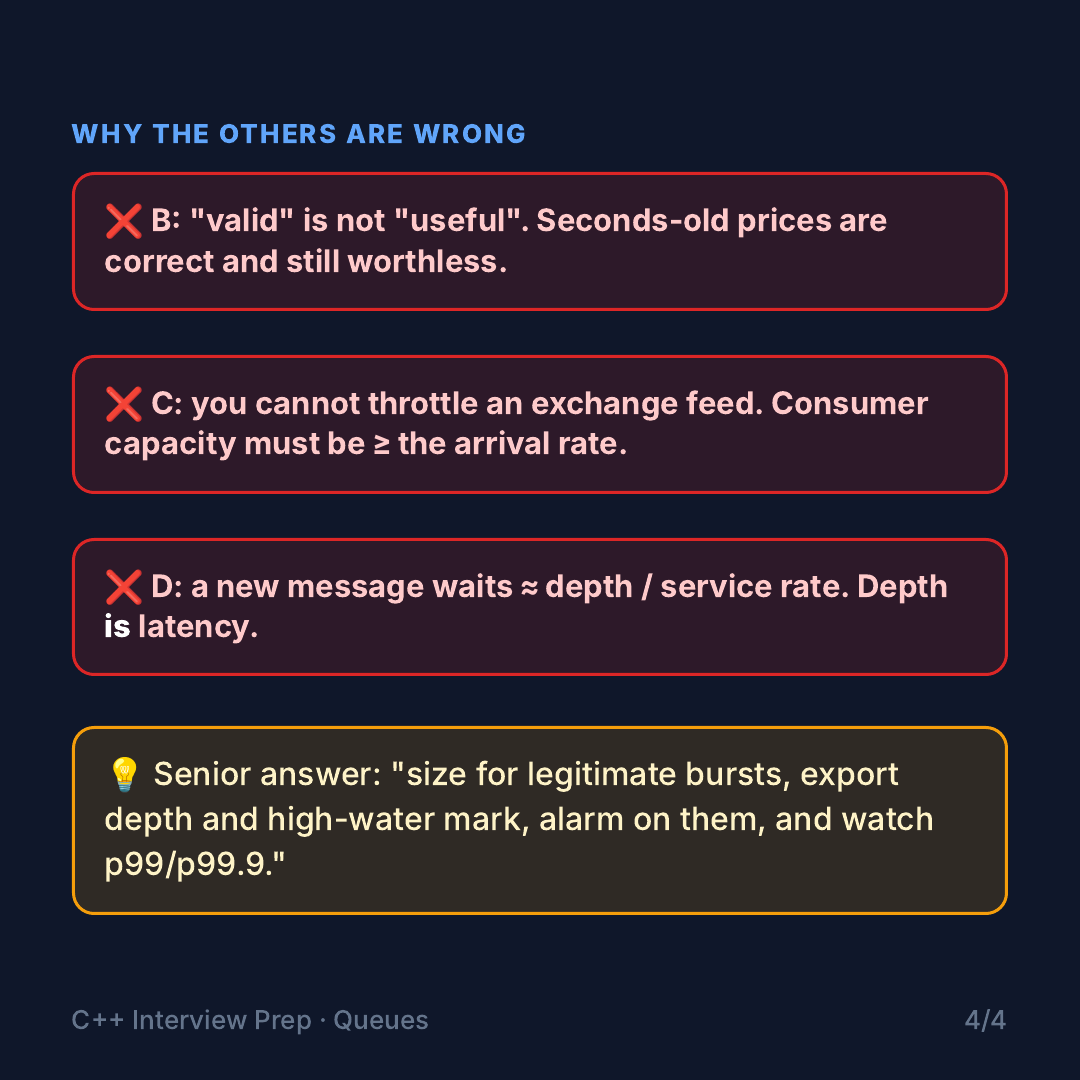 WHY THE OTHERS ARE WRONG
❌ B: "valid" is not "useful". Seconds-old prices are
correct and still worthless.
❌ C: you cannot throttle an exchange feed. Consumer
capacity must be ≥ the arrival rate.
❌ D: a new message waits ≈ depth / service rate. Depth
is latency.
💡 Senior answer: "size for legitimate bursts, export
depth and high-water mark, alarm on them, and watch
p99/p99.9."
C++ Interview Prep · Queues
4/4